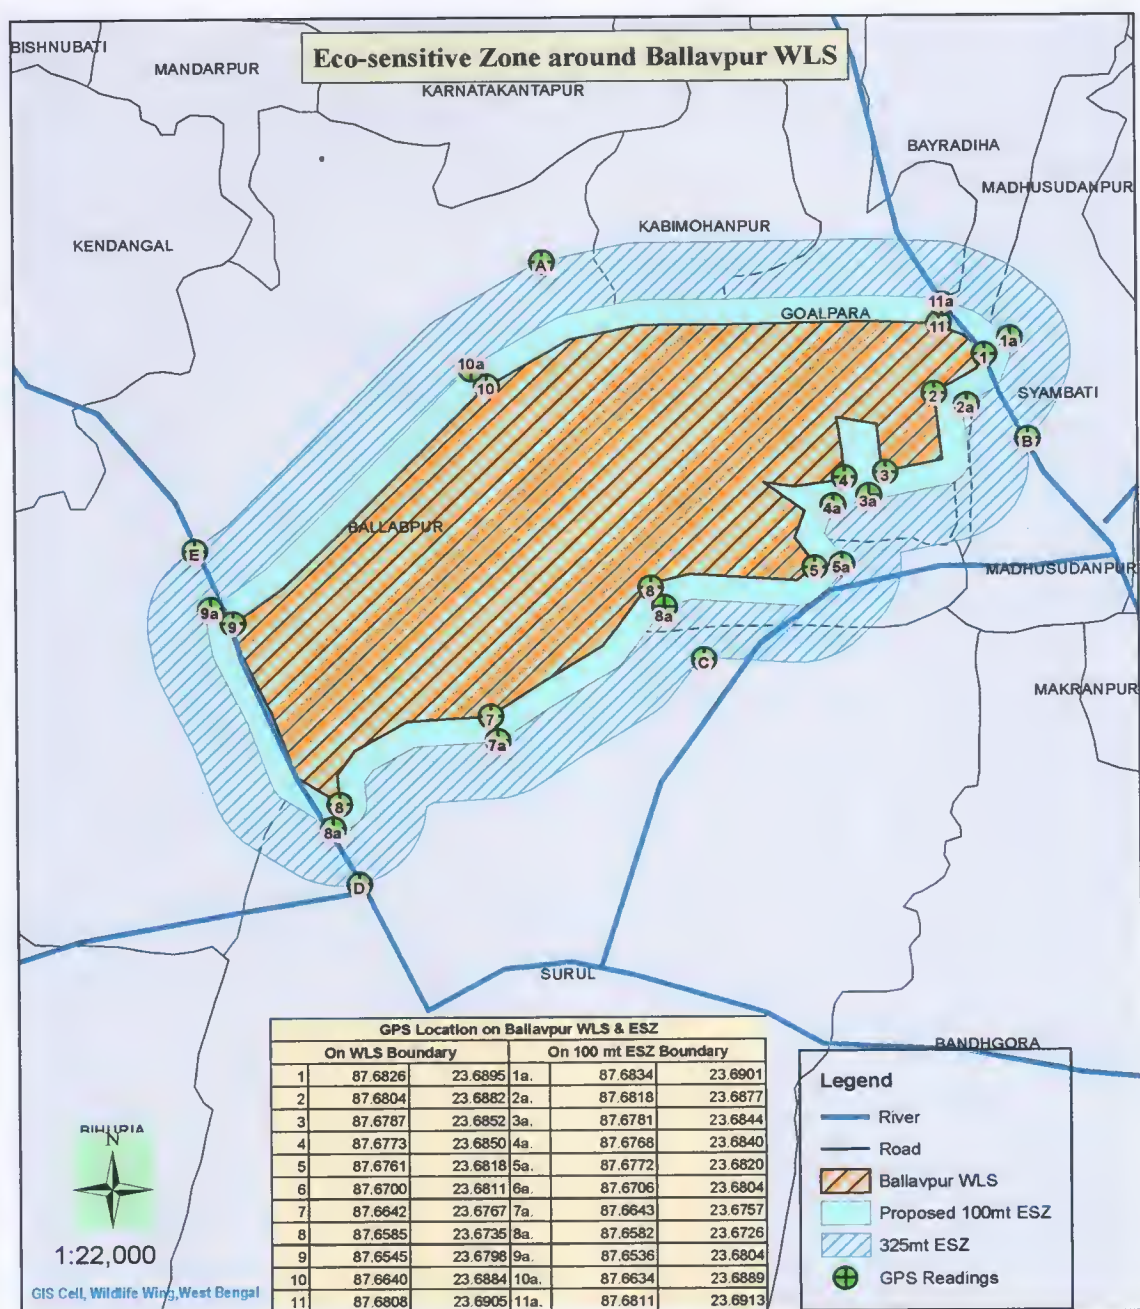 Eco-sensitive Zone around Ballavpur WLS
BISHNUBATI
MANDARPUR
KARNATAKANTAPUR
BAYRADIHA
MADHUSUDANPUR
KENDANGAL
KABIMOHANPUR
A
GOALPARA
11a
11
1a
1
10a
10
2
2a
SYAMBATI
B
3
4
3a
4a
BALLABPUR
E
5
5a
MADHUSUDANPUR
8
8a
9a
9
C
MAKRANPUR
7
7a
8
8a
D
SURUL
BANDHGORA
GPS Location on Ballavpur WLS & ESZ
On WLS Boundary On 100 mt ESZ Boundary
1 87.6826 23.6895 1a. 87.6834 23.6901
2 87.6804 23.6882 2a. 87.6818 23.6877
3 87.6787 23.6852 3a. 87.6781 23.6844
4 87.6773 23.6850 4a. 87.6768 23.6840
5 87.6761 23.6818 5a. 87.6772 23.6820
6 87.6700 23.6811 6a. 87.6706 23.6804
7 87.6642 23.6767 7a. 87.6643 23.6757
8 87.6585 23.6735 8a. 87.6582 23.6726
9 87.6545 23.6798 9a. 87.6536 23.6804
10 87.6640 23.6884 10a. 87.6634 23.6889
11 87.6808 23.6905 11a. 87.6811 23.6913
Legend
River
Road
Ballavpur WLS
Proposed 100mt ESZ
325mt ESZ
GPS Readings
BIHURIA
N
1:22,000
GIS Cell, Wildlife Wing,West Bengal